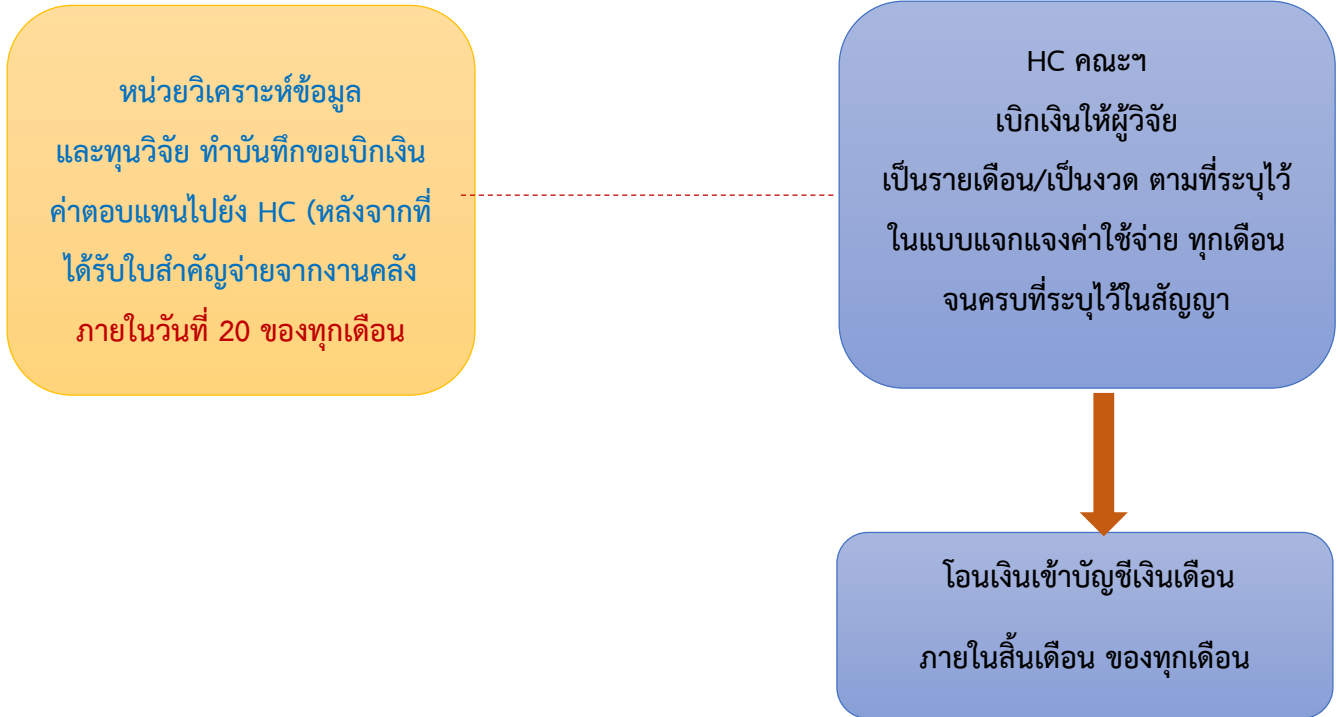 หน่วยวิเคราะห์ข้อมูล
และทุนวิจัย ทำบันทึกขอเบิกเงิน
ค่าตอบแทนไปยัง HC (หลังจากที่
ได้รับใบสำคัญจ่ายจากงานคลัง
ภายในวันที่ 20 ของทุกเดือน
HC คณะฯ
เบิกเงินให้ผู้วิจัย
เป็นรายเดือน/เป็นงวด ตามที่ระบุไว้
ในแบบแจกแจงค่าใช้จ่าย ทุกเดือน
จนครบที่ระบุไว้ในสัญญา
โอนเงินเข้าบัญชีเงินเดือน
ภายในสิ้นเดือน ของทุกเดือน